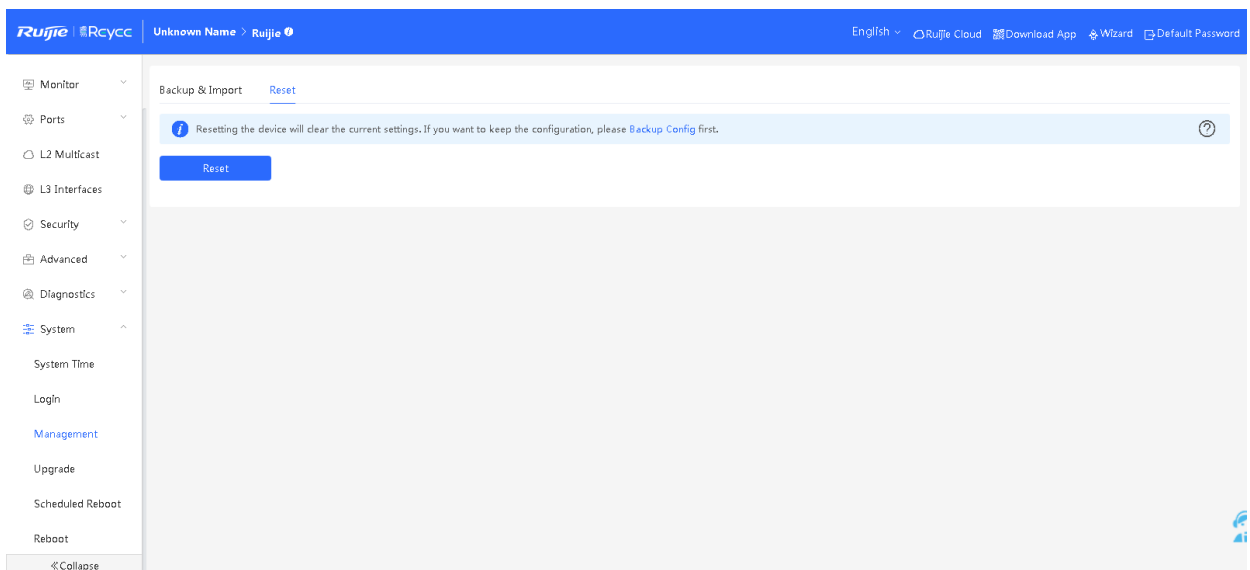 Ruijie | Rcycc Unknown Name > Ruijie English Ruijie Cloud Download App Wizard Default Password
Monitor
Ports
L2 Multicast
L3 Interfaces
Security
Advanced
Diagnostics
System
System Time
Login
Management
Upgrade
Scheduled Reboot
Reboot
«Collapse
Backup & Import Reset
Resetting the device will clear the current settings. If you want to keep the configuration, please Backup Config first.
Reset